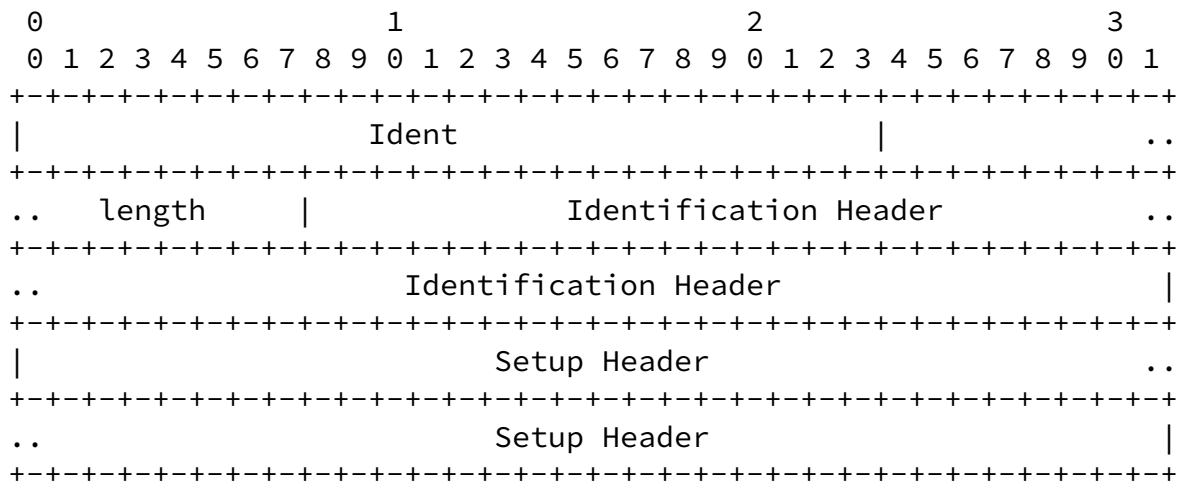 0                   1                   2                   3
 0 1 2 3 4 5 6 7 8 9 0 1 2 3 4 5 6 7 8 9 0 1 2 3 4 5 6 7 8 9 0 1
+-+-+-+-+-+-+-+-+-+-+-+-+-+-+-+-+-+-+-+-+-+-+-+-+-+-+-+-+-+-+-+-+
|                   Ident                       |              ..
+-+-+-+-+-+-+-+-+-+-+-+-+-+-+-+-+-+-+-+-+-+-+-+-+-+-+-+-+-+-+-+-+
..   length     |              Identification Header           ..
+-+-+-+-+-+-+-+-+-+-+-+-+-+-+-+-+-+-+-+-+-+-+-+-+-+-+-+-+-+-+-+-+
..                    Identification Header                     |
+-+-+-+-+-+-+-+-+-+-+-+-+-+-+-+-+-+-+-+-+-+-+-+-+-+-+-+-+-+-+-+-+
|                          Setup Header                        ..
+-+-+-+-+-+-+-+-+-+-+-+-+-+-+-+-+-+-+-+-+-+-+-+-+-+-+-+-+-+-+-+-+
..                         Setup Header                         |
+-+-+-+-+-+-+-+-+-+-+-+-+-+-+-+-+-+-+-+-+-+-+-+-+-+-+-+-+-+-+-+-+